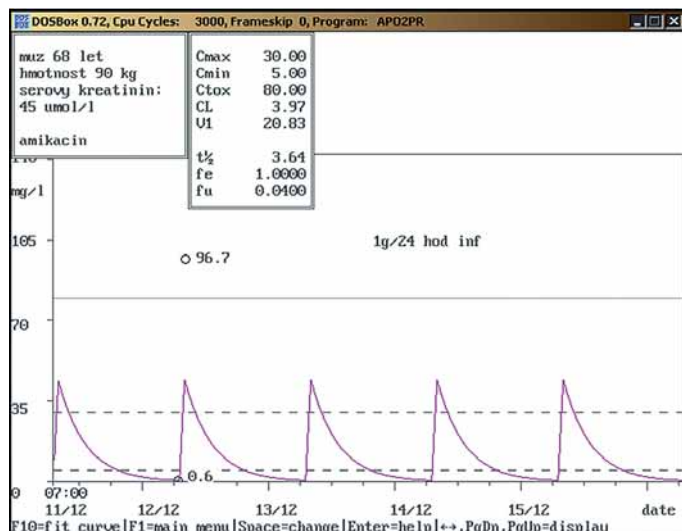 DOSBox 0.72, Cpu Cycles: 3000, Frameskip 0, Program: APO2PR
muz 68 let
hmotnost 90 kg
serovy kreatinin:
45 umol/l
amikacin
Cmax 30.00
Cmin 5.00
Ctox 80.00
CL 3.97
V1 20.83
t½ 3.64
fe 1.0000
fu 0.0400
140
mg/l
105
1g/24 hod inf
96.7
70
35
0.6
0 07:00
11/12 12/12 13/12 14/12 15/12 date
F10=fit curve|F1=main menu|Space=change|Enter=help|↔,PgDn,PgUp=display